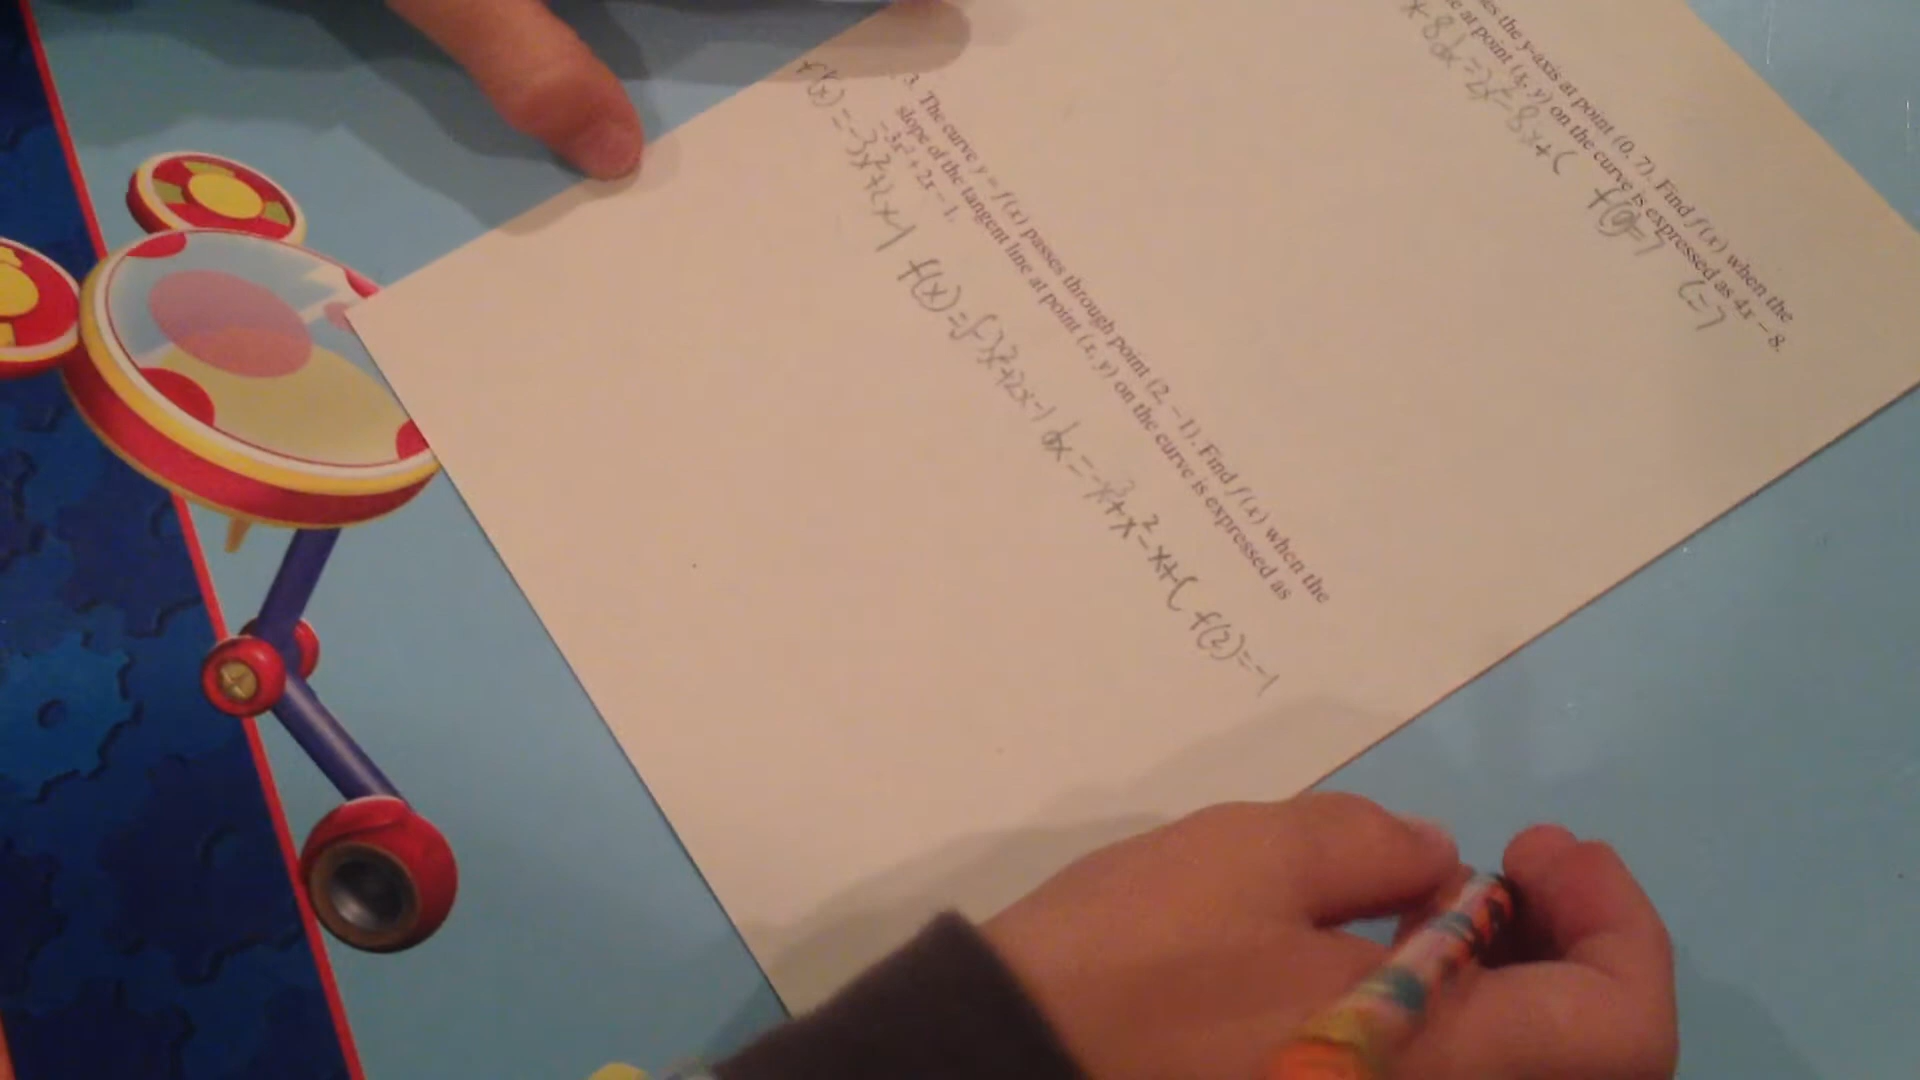 the y-axis at point (0, 7). Find f(x) when the
at point (x, y) on the curve is expressed as 4x − 8.
8dx = 2x² - 8x + C f(0)=7 C=7
3. The curve y = f(x) passes through point (2, −1). Find f(x) when the
slope of the tangent line at point (x, y) on the curve is expressed as
−3x² + 2x − 1.
f'(x) = -3x²+2x-1 f(x)=∫-3x²+2x-1 dx = -x³+x²-x+C f(2)=-1